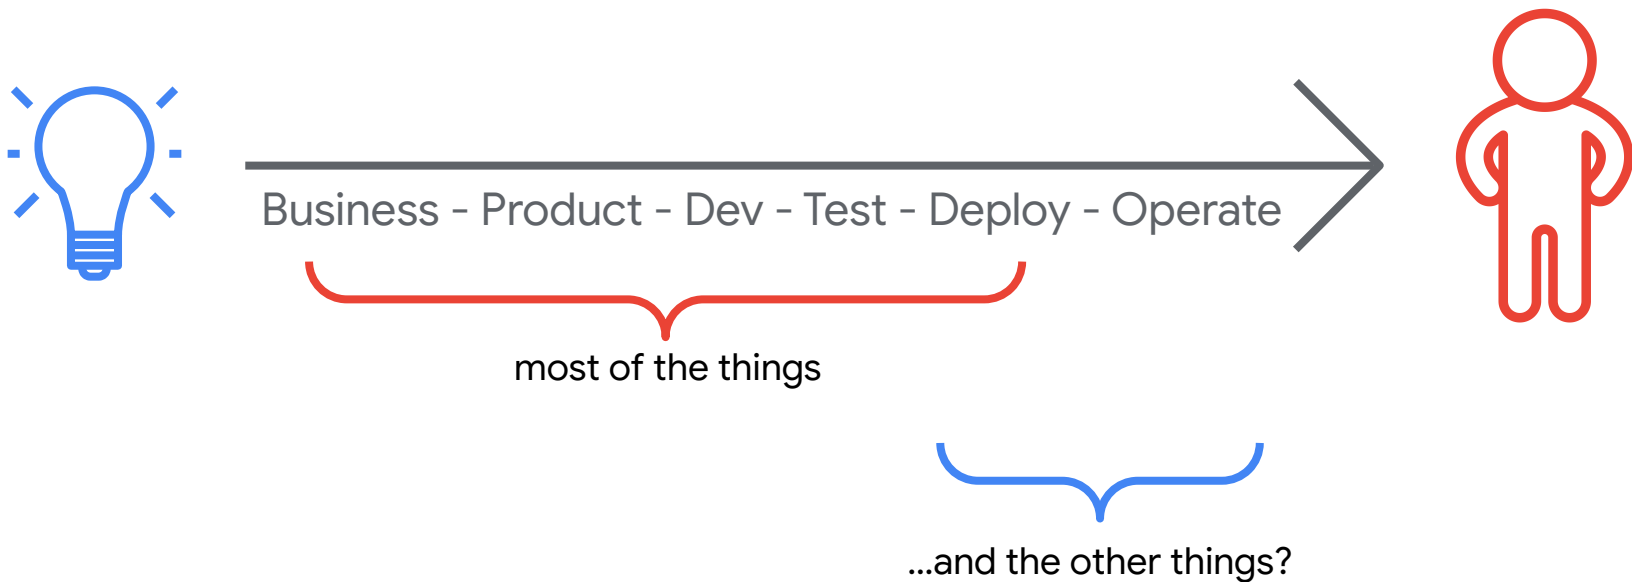 Business - Product - Dev - Test - Deploy - Operate
most of the things
...and the other things?